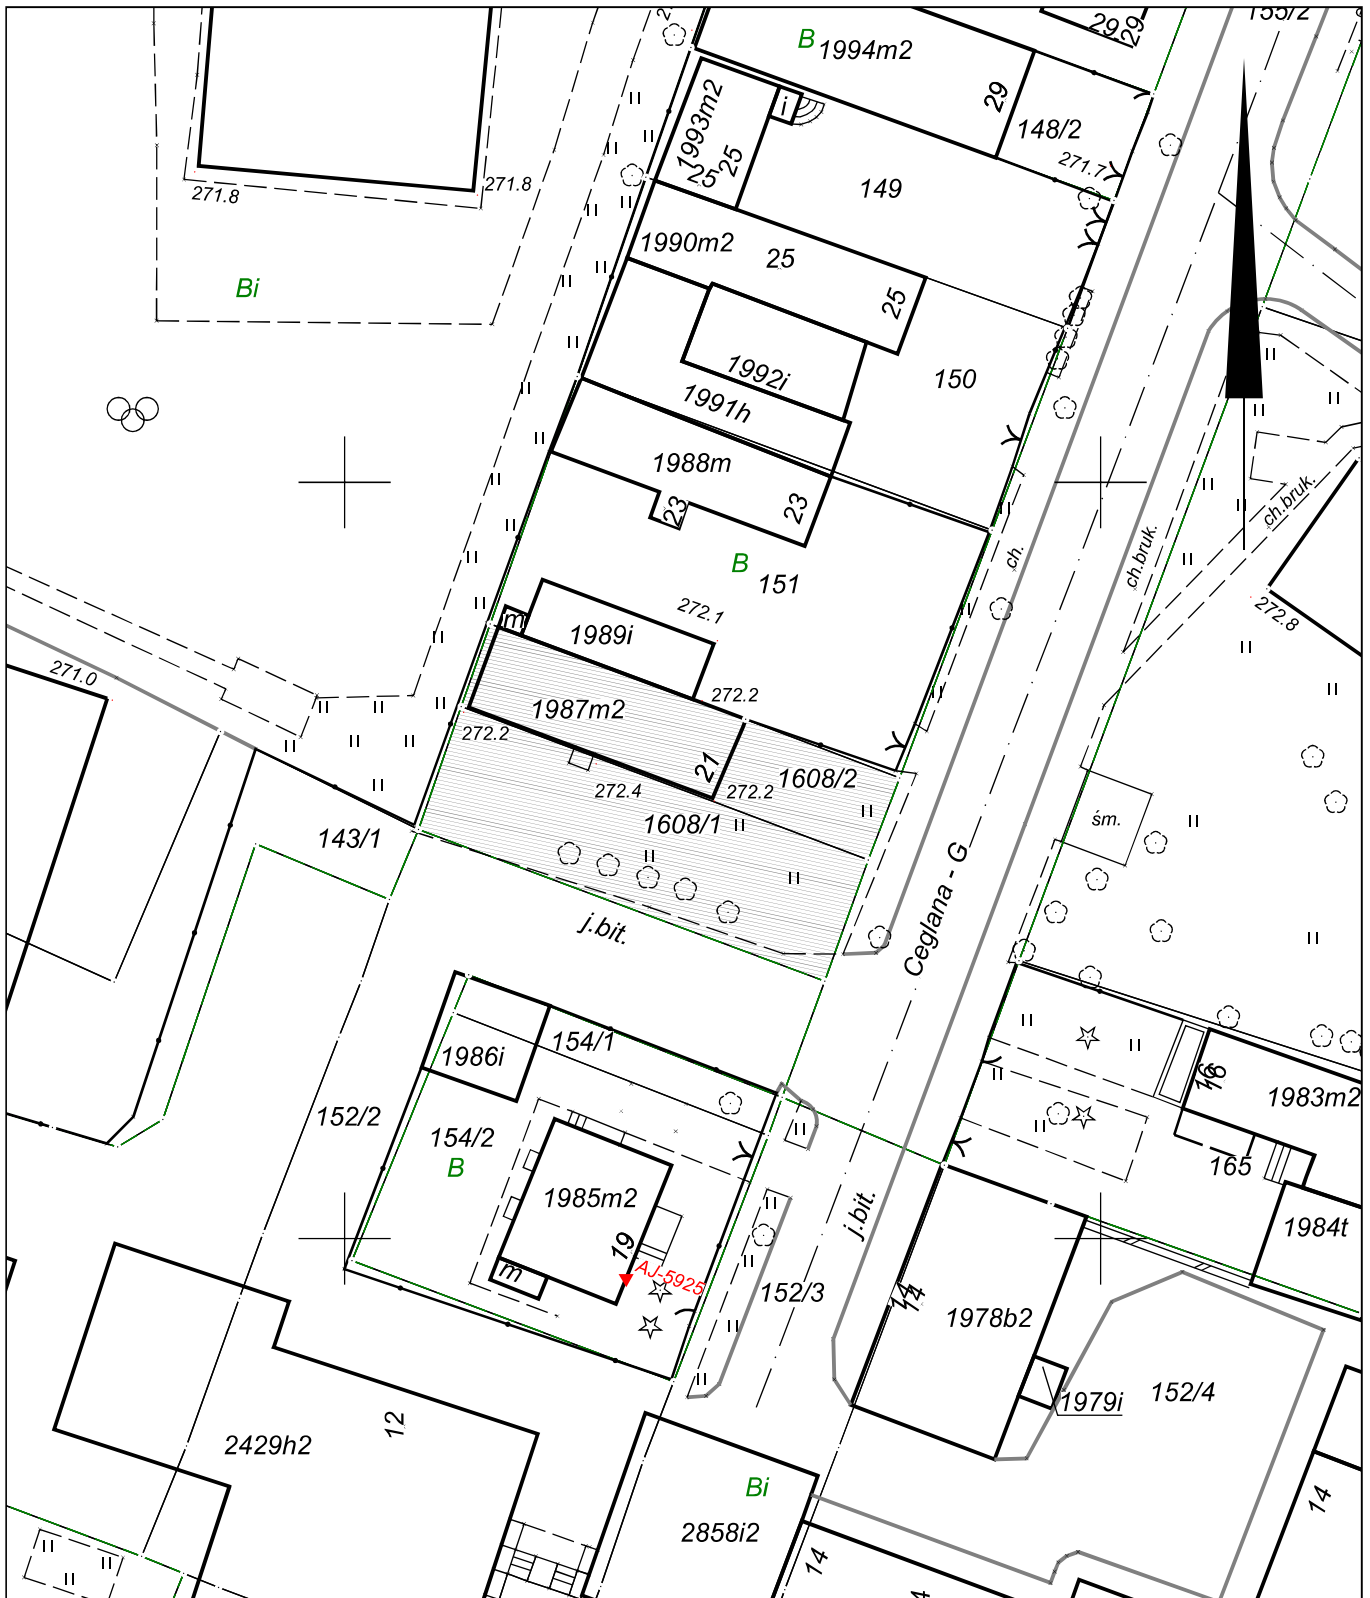 155/2
29
29
B
1994m2
29
148/2
1993m2
i
25
25
271.7
149
271.8
271.8
1990m2
25
25
Bi
1992i
1991h
150
1988m
23
23
ch.bruk.
ch.
ch.bruk.
B
151
272.1
m
1989i
272.8
271.0
1987m2
272.2
272.2
21
272.4
272.2
1608/2
1608/1
śm.
143/1
j.bit.
Ceglana - G
1986i
154/1
16
16
1983m2
152/2
154/2
B
165
1985m2
j.bit.
1984t
19
m
AJ-5925
152/3
14
14
1978b2
1979i
152/4
12
2429h2
Bi
14
2858i2
14